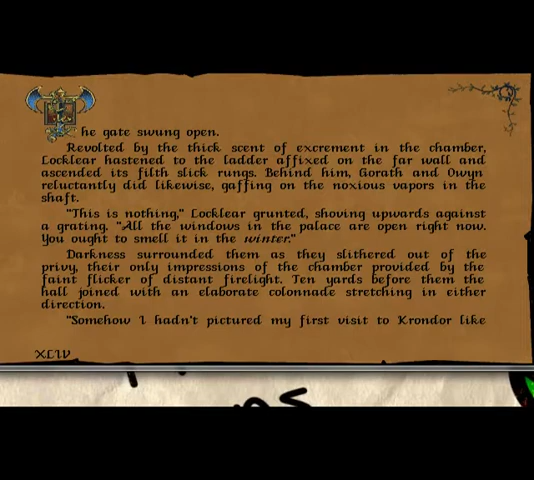 he gate swung open.
Revolted by the thick scent of excrement in the chamber,
Locklear hastened to the ladder affixed on the far wall and
ascended its filth slick rungs. Behind him, Gorath and Owyn
reluctantly did likewise, gaffing on the noxious vapors in the
shaft.
"This is nothing," Locklear grunted, shoving upwards against
a grating. "All the windows in the palace are open right now.
You ought to smell it in the winter."
Darkness surrounded them as they slithered out of the
privy, their only impressions of the chamber provided by the
faint flicker of distant firelight. Ten yards before them the
hall joined with an elaborate colonnade stretching in either
direction.
"Somehow I hadn't pictured my first visit to Krondor like
XLIV